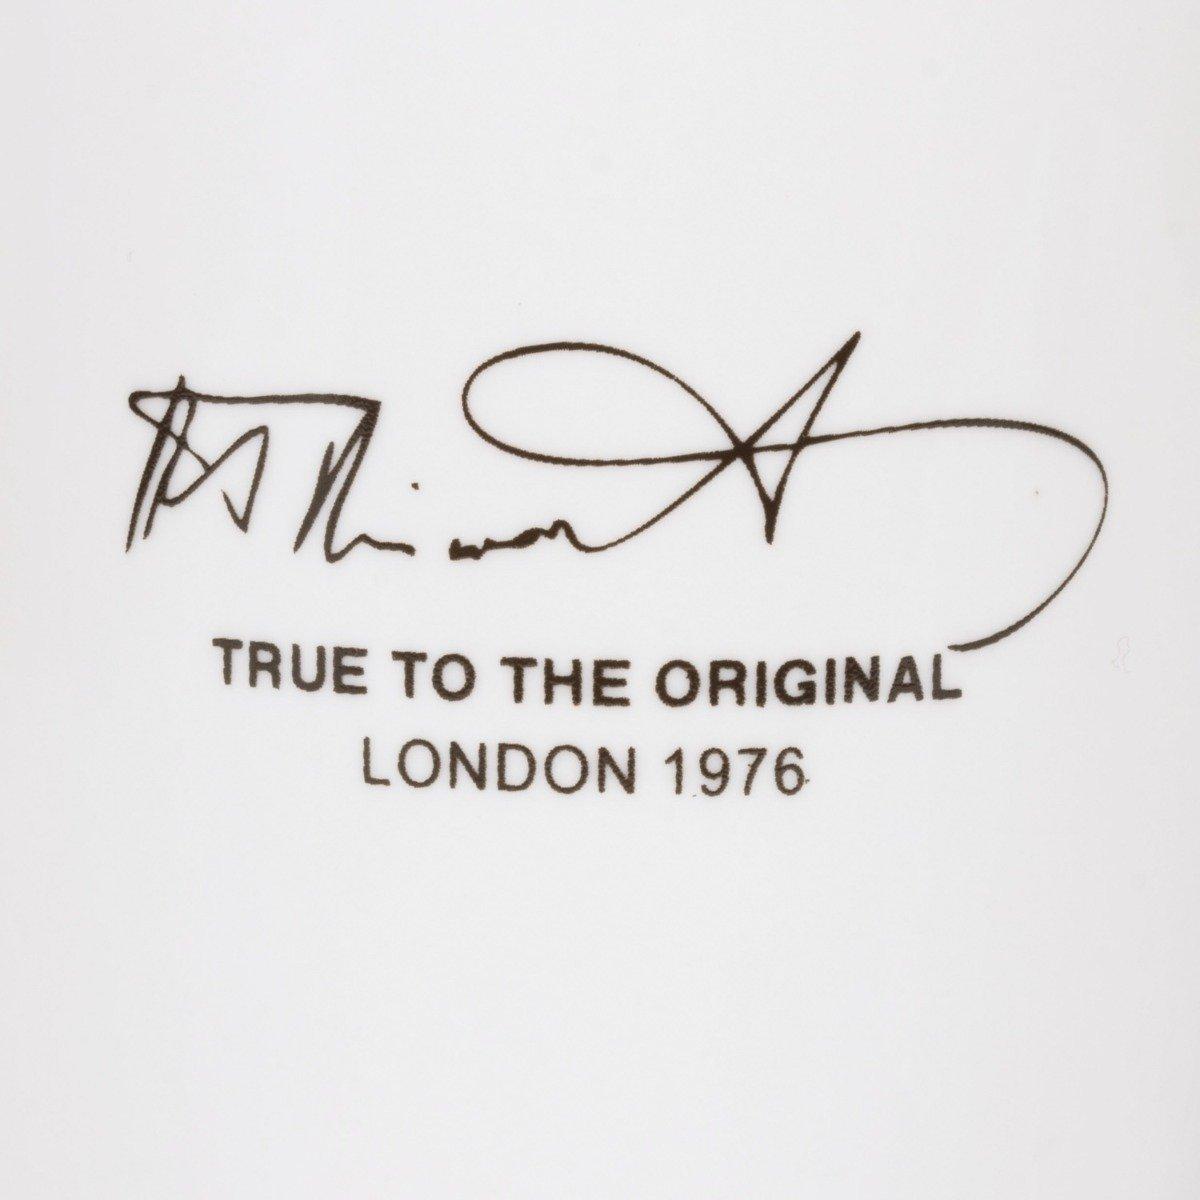 TRUE TO THE ORIGINAL
LONDON 1976